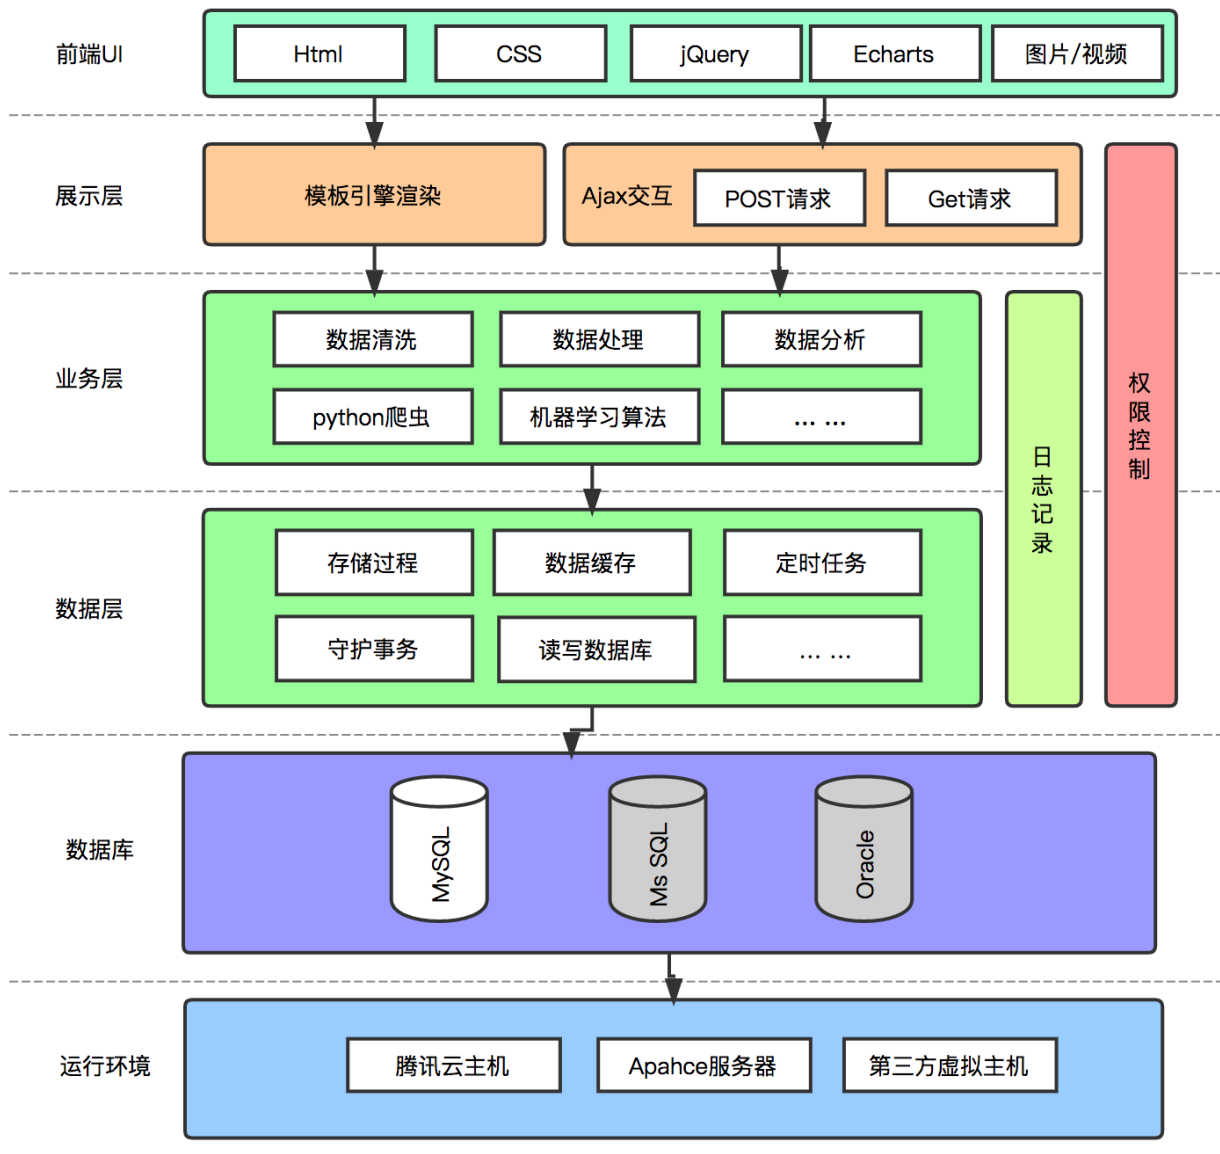 前端UI
Html
CSS
jQuery
Echarts
图片/视频
展示层
模板引擎渲染
Ajax交互
POST请求
Get请求
业务层
数据清洗
数据处理
数据分析
python爬虫
机器学习算法
... ...
数据层
存储过程
数据缓存
定时任务
守护事务
读写数据库
... ...
日志记录
权限控制
数据库
MySQL
Ms SQL
Oracle
运行环境
腾讯云主机
Apahce服务器
第三方虚拟主机